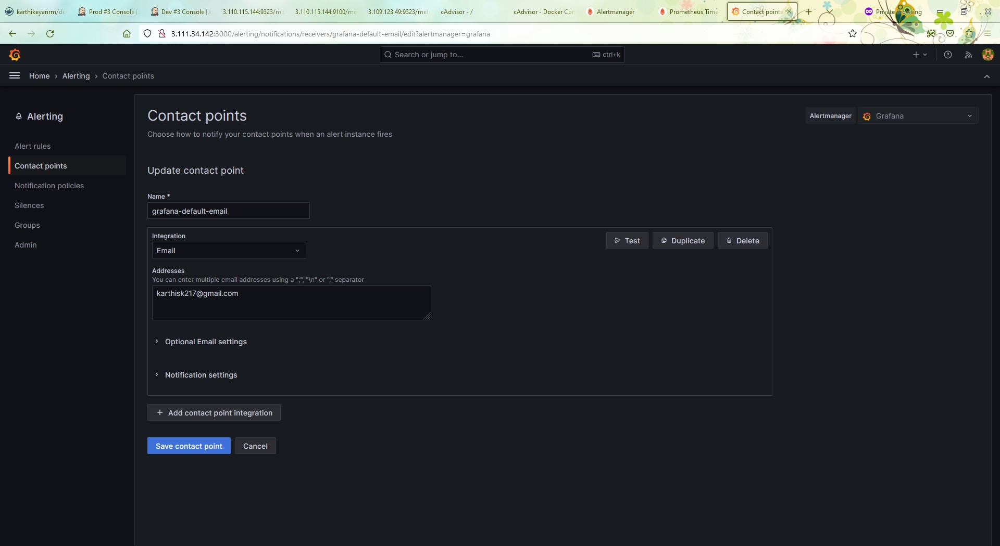 karthikeyanrm/de
Prod #3 Console [
Dev #3 Console [Je
3.110.115.144:9323/me
3.110.115.144:9100/me
3.109.123.49:9323/met
cAdvisor - /
cAdvisor - Docker Con
Alertmanager
Prometheus Time
Contact points
Private browsing
3.111.34.142:3000/alerting/notifications/receivers/grafana-default-email/edit?alertmanager=grafana
Search or jump to...
ctrl+k
Home › Alerting › Contact points
Alerting
Alert rules
Contact points
Notification policies
Silences
Groups
Admin
Contact points
Choose how to notify your contact points when an alert instance fires
Alertmanager
Grafana
Update contact point
Name *
grafana-default-email
Integration
Email
Test
Duplicate
Delete
Addresses
You can enter multiple email addresses using a ";", "\n" or "," separator
karthisk217@gmail.com
Optional Email settings
Notification settings
Add contact point integration
Save contact point
Cancel